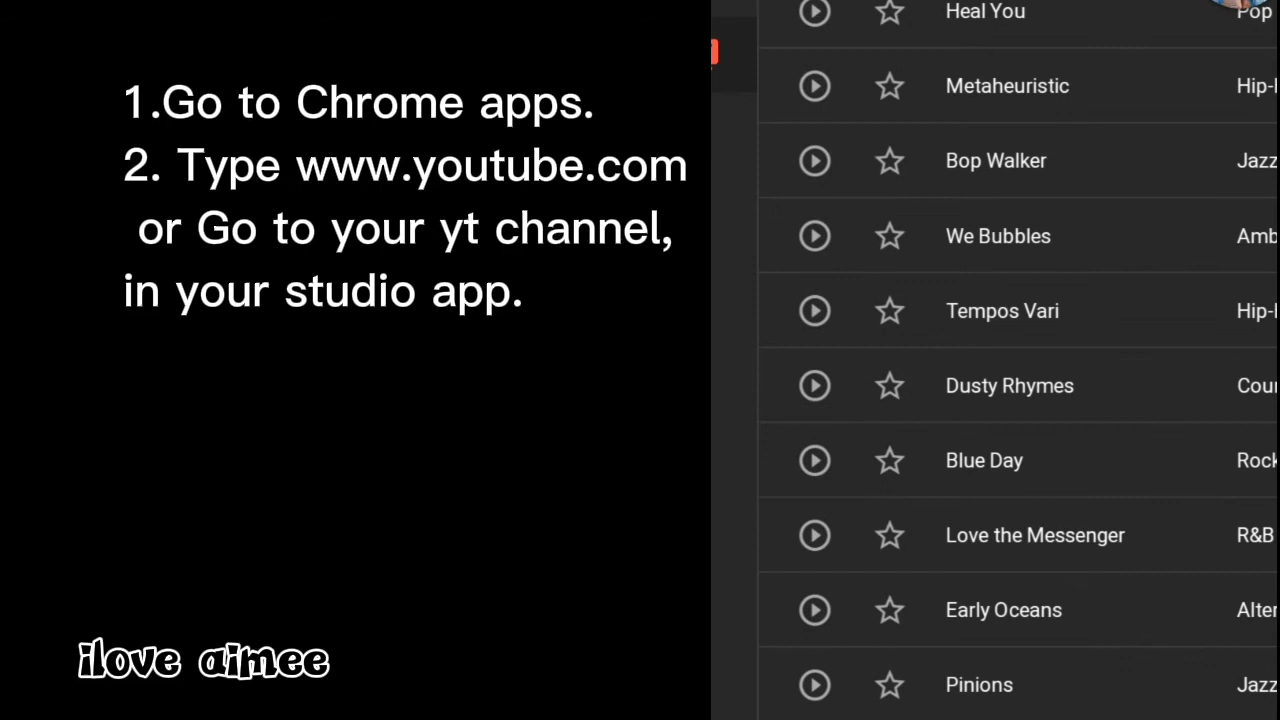 1.Go to Chrome apps.
2. Type www.youtube.com
or Go to your yt channel,
in your studio app.
ilove aimee
Heal You Pop
Metaheuristic
Bop Walker Jazz
We Bubbles
Tempos Vari
Dusty Rhymes
Blue Day Rock
Love the Messenger R&B
Early Oceans
Pinions Jazz